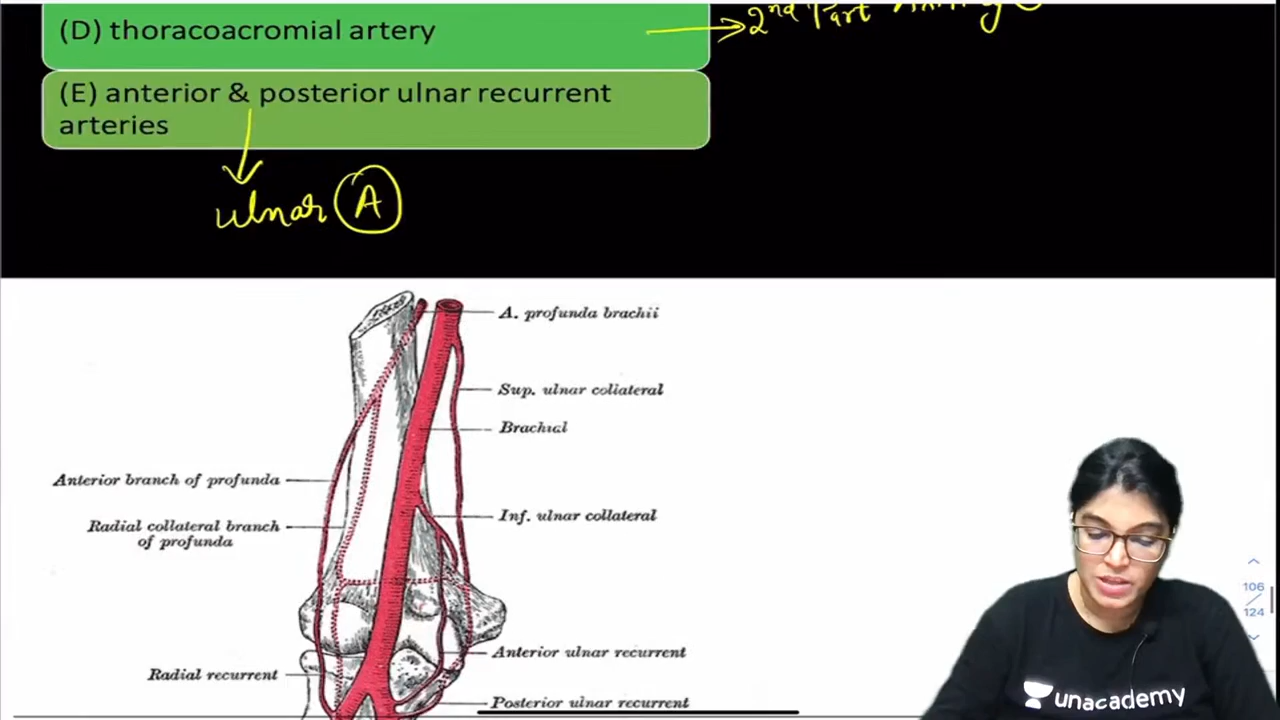 (D) thoracoacromial artery
2nd Part
(E) anterior & posterior ulnar recurrent
arteries
ulnar A
A. profunda brachii
Sup. ulnar collateral
Brachial
Anterior branch of profunda
Inf. ulnar collateral
Radial collateral branch
of profunda
106
124
Anterior ulnar recurrent
Radial recurrent
Posterior ulnar recurrent
unacademy